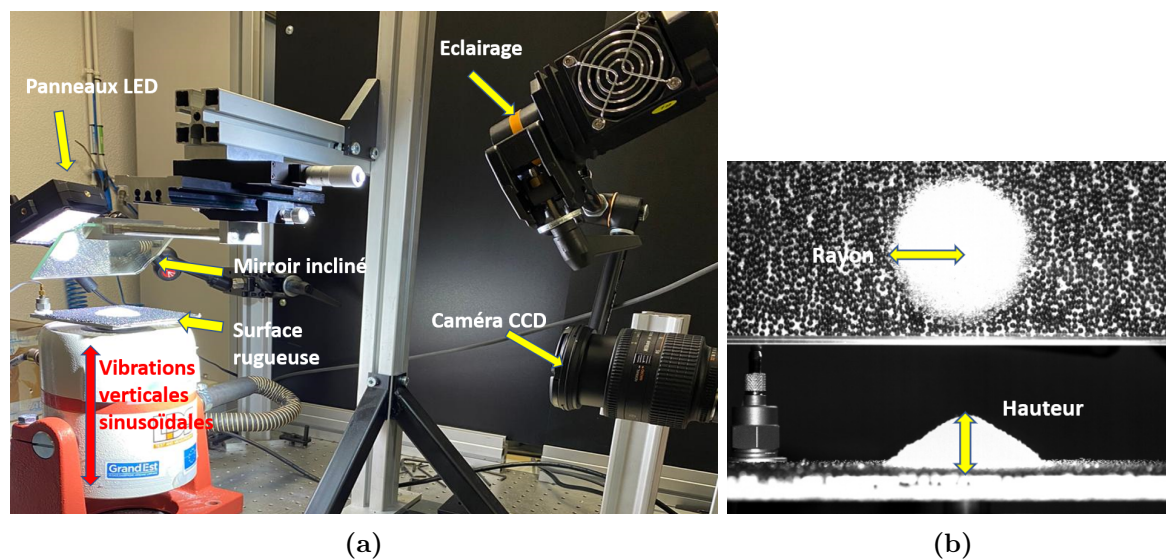 Eclairage
Panneaux LED
Mirroir incliné
Surface
rugueuse
Caméra CCD
Vibrations
verticales
sinusoïdales
GrandEst
Rayon
Hauteur
(a)
(b)